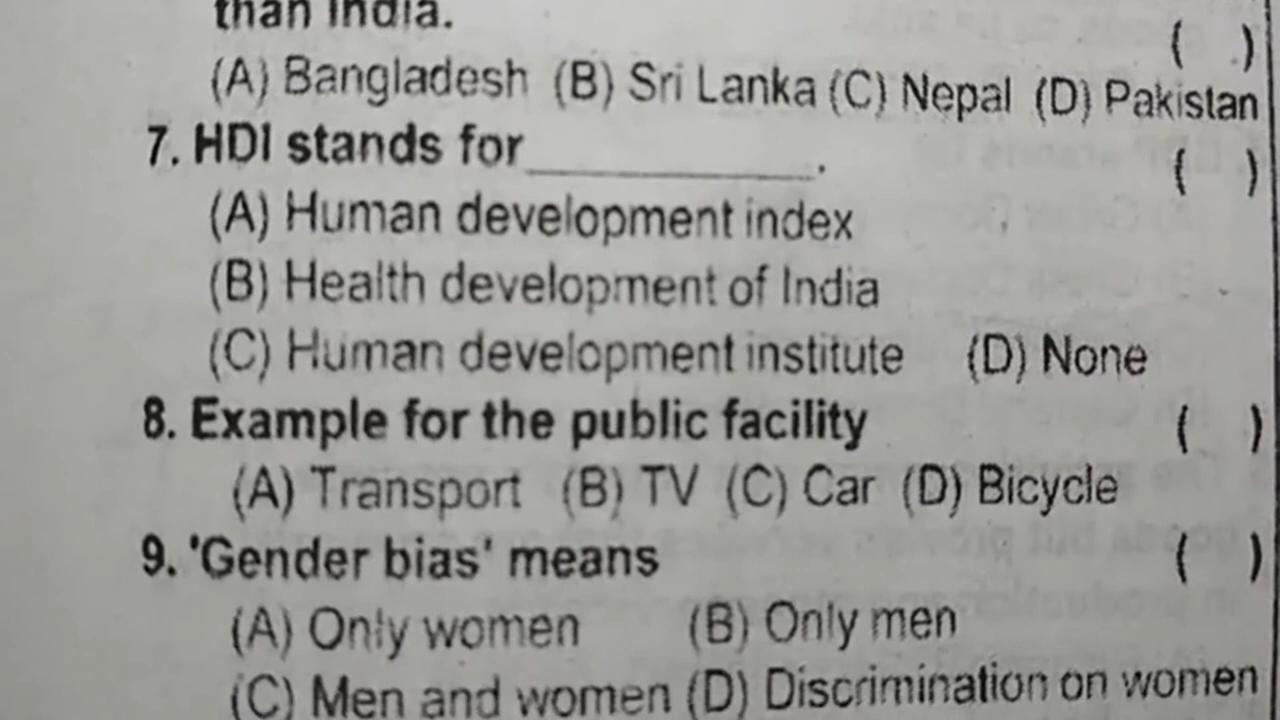 than India.
( )
(A) Bangladesh (B) Sri Lanka (C) Nepal (D) Pakistan
7. HDI stands for___________. ( )
(A) Human development index
(B) Health development of India
(C) Human development institute (D) None
8. Example for the public facility ( )
(A) Transport (B) TV (C) Car (D) Bicycle
9. 'Gender bias' means ( )
(A) Only women (B) Only men
(C) Men and women (D) Discrimination on women